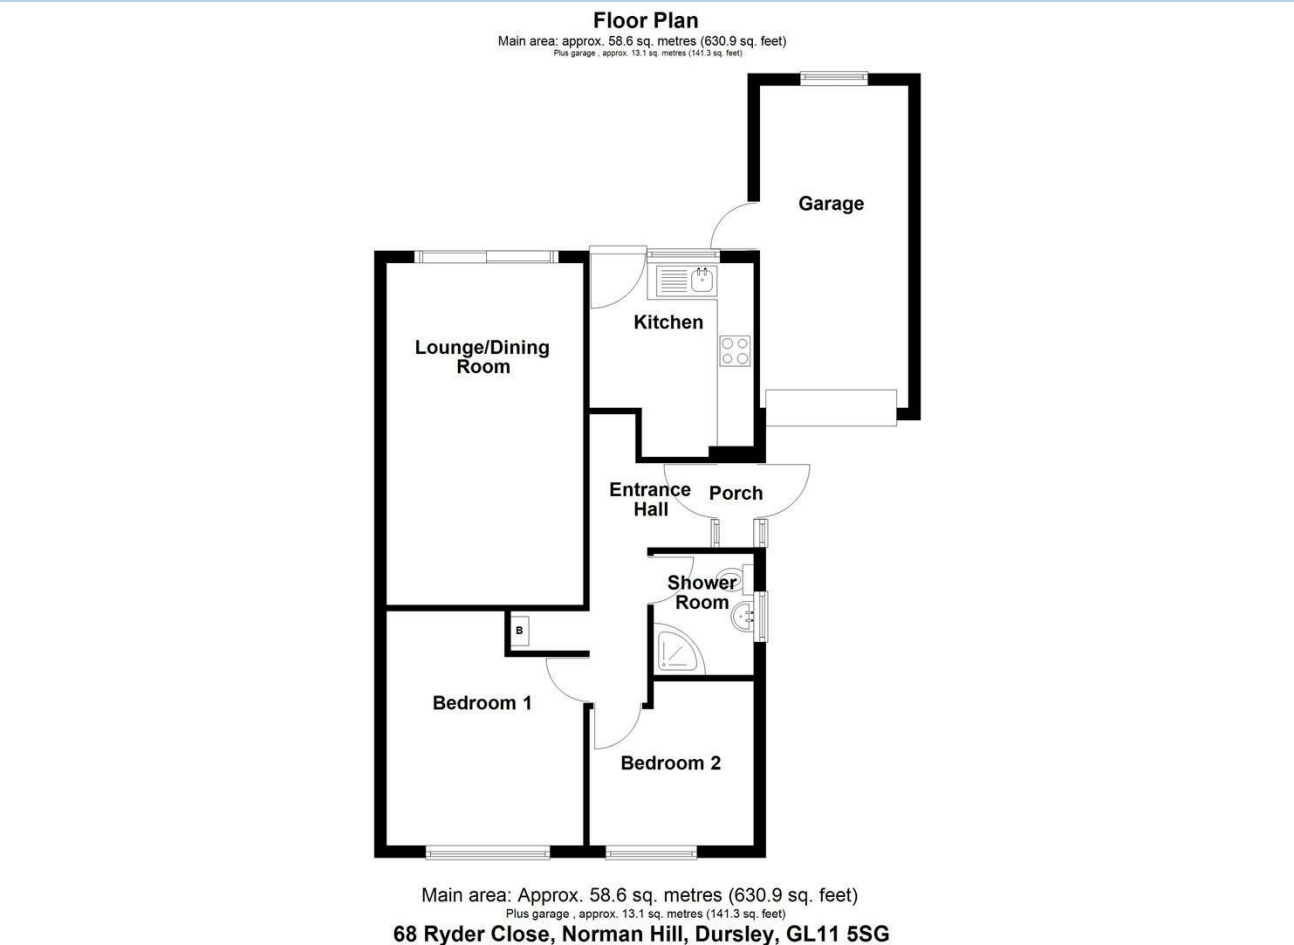 Floor Plan
Main area: approx. 58.6 sq. metres (630.9 sq. feet)
Plus garage , approx. 13.1 sq. metres (141.3 sq. feet)
Garage
Kitchen
Lounge/Dining
Room
Entrance
Hall
Porch
Shower
Room
B
Bedroom 1
Bedroom 2
Main area: Approx. 58.6 sq. metres (630.9 sq. feet)
Plus garage , approx. 13.1 sq. metres (141.3 sq. feet)
68 Ryder Close, Norman Hill, Dursley, GL11 5SG